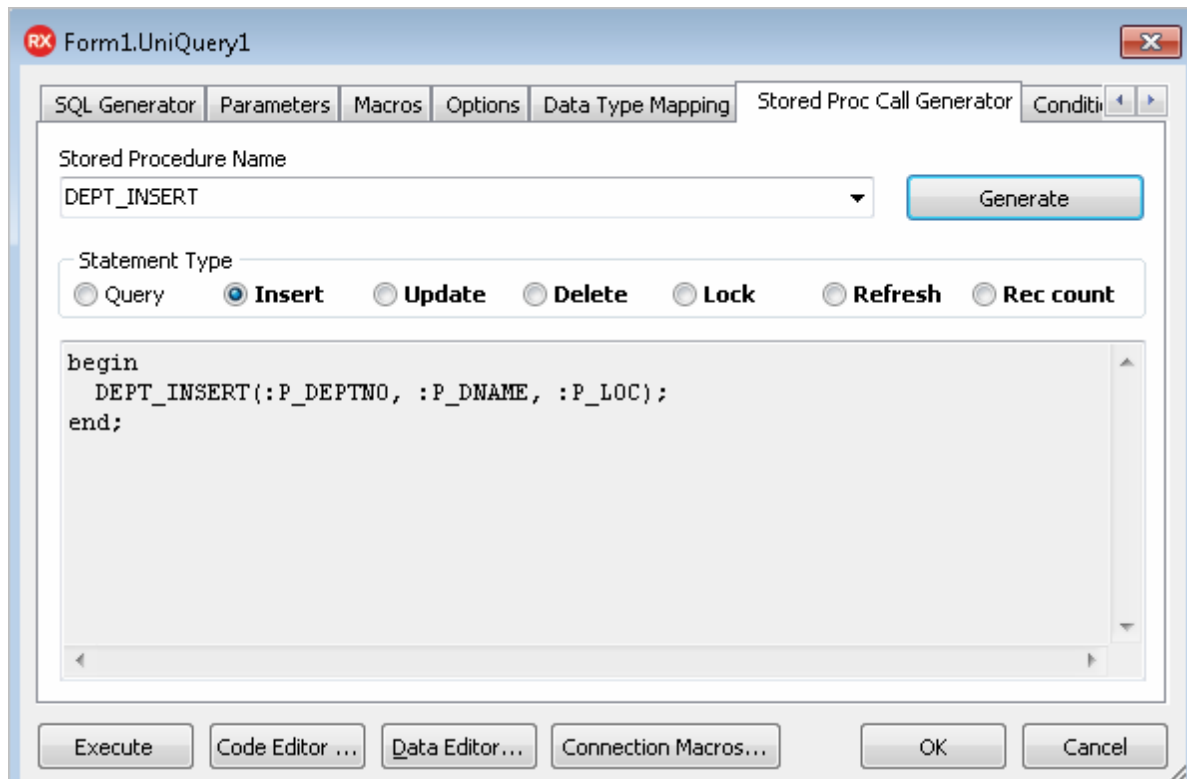 RX Form1.UniQuery1
SQL Generator Parameters Macros Options Data Type Mapping Stored Proc Call Generator Conditi
Stored Procedure Name
DEPT_INSERT Generate
Statement Type
Query Insert Update Delete Lock Refresh Rec count
begin
DEPT_INSERT(:P_DEPTNO, :P_DNAME, :P_LOC);
end;
Execute Code Editor ... Data Editor... Connection Macros... OK Cancel